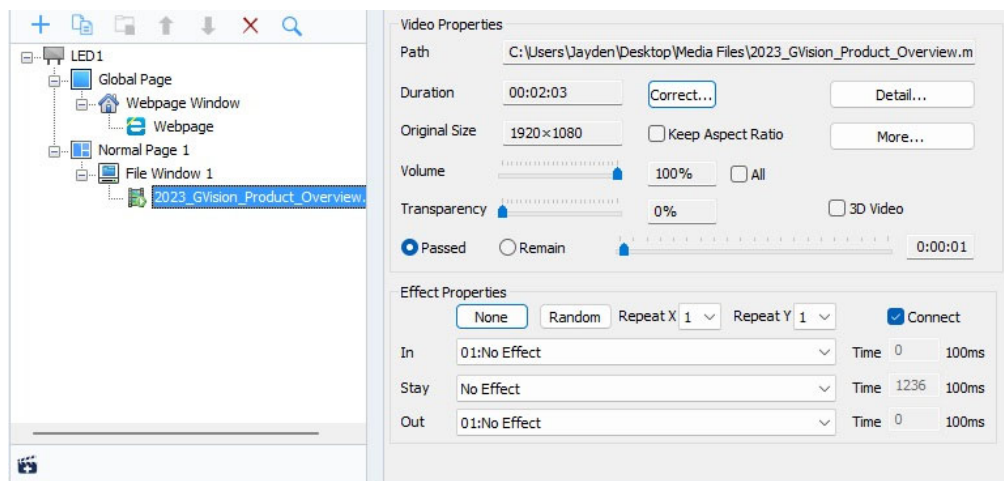 LED1
Global Page
Webpage Window
Webpage
Normal Page 1
File Window 1
2023_GVision_Product_Overview.
Video Properties
Path C:\Users\Jayden\Desktop\Media Files\2023_GVision_Product_Overview.m
Duration 00:02:03 Correct... Detail...
Original Size 1920×1080 Keep Aspect Ratio More...
Volume 100% All
Transparency 0% 3D Video
Passed Remain 0:00:01
Effect Properties
None Random Repeat X 1 Repeat Y 1 Connect
In 01:No Effect Time 0 100ms
Stay No Effect Time 1236 100ms
Out 01:No Effect Time 0 100ms